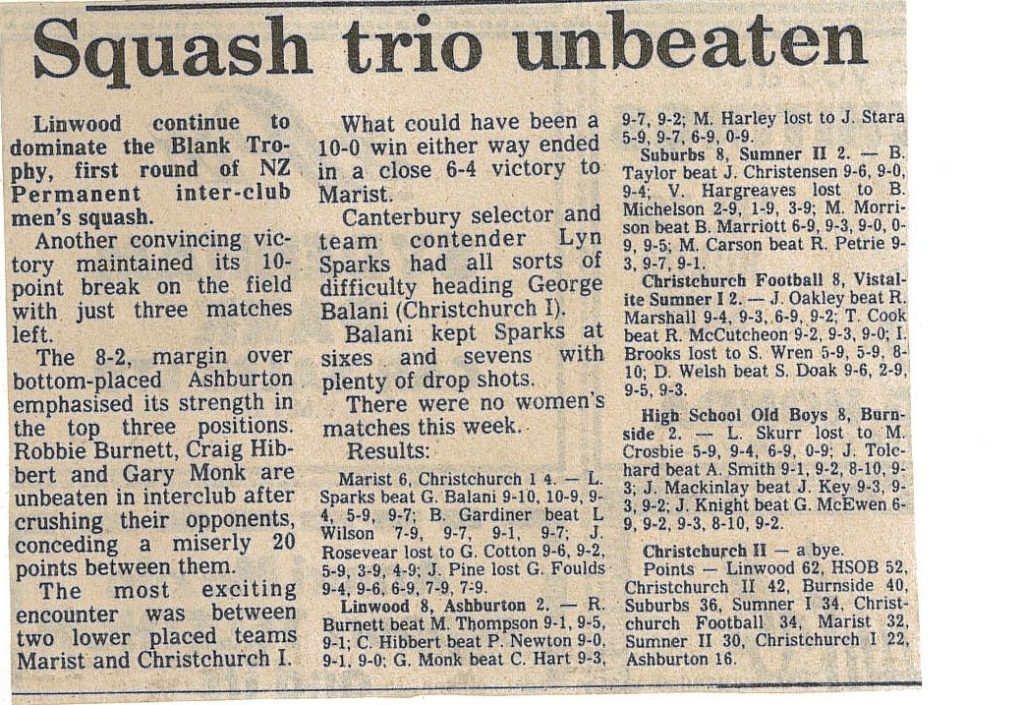 Squash trio unbeaten
Linwood continue to
dominate the Blank Tro-
phy, first round of NZ
Permanent inter-club
men's squash.
Another convincing vic-
tory maintained its 10-
point break on the field
with just three matches
left.
The 8-2, margin over
bottom-placed Ashburton
emphasised its strength in
the top three positions.
Robbie Burnett, Craig Hib-
bert and Gary Monk are
unbeaten in interclub after
crushing their opponents,
conceding a miserly 20
points between them.
The most exciting
encounter was between
two lower placed teams
Marist and Christchurch I.
What could have been a
10-0 win either way ended
in a close 6-4 victory to
Marist.
Canterbury selector and
team contender Lyn
Sparks had all sorts of
difficulty heading George
Balani (Christchurch I).
Balani kept Sparks at
sixes and sevens with
plenty of drop shots.
There were no women's
matches this week.
Results:
Marist 6, Christchurch 1 4. — L.
Sparks beat G. Balani 9-10, 10-9, 9-
4, 5-9, 9-7; B. Gardiner beat L
Wilson 7-9, 9-7, 9-1, 9-7; J.
Rosevear lost to G. Cotton 9-6, 9-2,
5-9, 3-9, 4-9; J. Pine lost G. Foulds
9-4, 9-6, 6-9, 7-9, 7-9.
Linwood 8, Ashburton 2. — R.
Burnett beat M. Thompson 9-1, 9-5,
9-1; C. Hibbert beat P. Newton 9-0,
9-1, 9-0; G. Monk beat C. Hart 9-3,
9-7, 9-2; M. Harley lost to J. Stara
5-9, 9-7, 6-9, 0-9.
Suburbs 8, Sumner II 2. — B.
Taylor beat J. Christensen 9-6, 9-0,
9-4; V. Hargreaves lost to B.
Michelson 2-9, 1-9, 3-9; M. Morri-
son beat B. Marriott 6-9, 9-3, 9-0, 0-
9, 9-5; M. Carson beat R. Petrie 9-
3, 9-7, 9-1.
Christchurch Football 8, Vistal-
ite Sumner I 2. — J. Oakley beat R.
Marshall 9-4, 9-3, 6-9, 9-2; T. Cook
beat R. McCutcheon 9-2, 9-3, 9-0; I.
Brooks lost to S. Wren 5-9, 5-9, 8-
10; D. Welsh beat S. Doak 9-6, 2-9,
9-5, 9-3.
High School Old Boys 8, Burn-
side 2. — L. Skurr lost to M.
Crosbie 5-9, 9-4, 6-9, 0-9; J. Tolc-
hard beat A. Smith 9-1, 9-2, 8-10, 9-
3; J. Mackinlay beat J. Key 9-3, 9-
3, 9-2; J. Knight beat G. McEwen 6-
9, 9-2, 9-3, 8-10, 9-2.
Christchurch II — a bye.
Points — Linwood 62, HSOB 52,
Christchurch II 42, Burnside 40,
Suburbs 36, Sumner I 34, Christ-
church Football 34, Marist 32,
Sumner II 30, Christchurch I 22,
Ashburton 16.